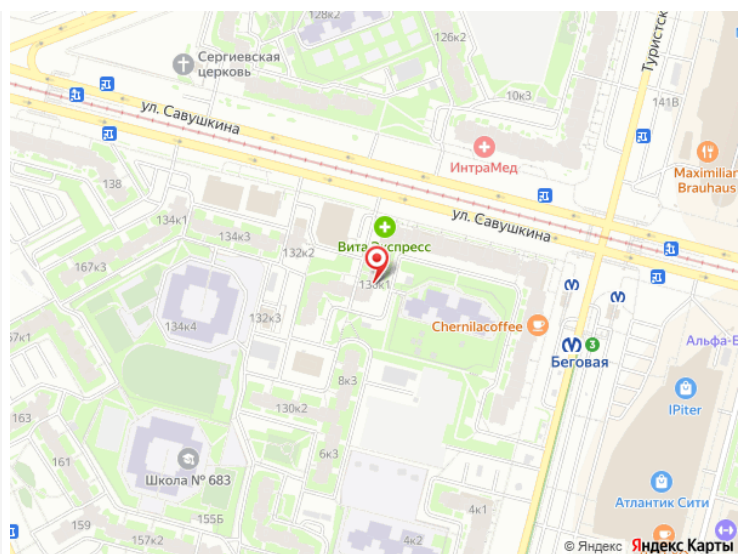 128к2
126к2
Туристск
Сергиевская
церковь
10к3
141В
ул. Савушкина
ИнтраМед
Maximilian
Brauhaus
138
134к1
ул. Савушкина
134к3
132к2
Вита Экспресс
167к3
134к4
132к3
Chernilacoffee
3
Беговая
Альфа-Б
8к3
IPiter
163
130к2
161
6к3
Школа № 683
Атлантик Сити
159
155Б
4к1
157к2
4к2
© Яндекс Яндекс Карты